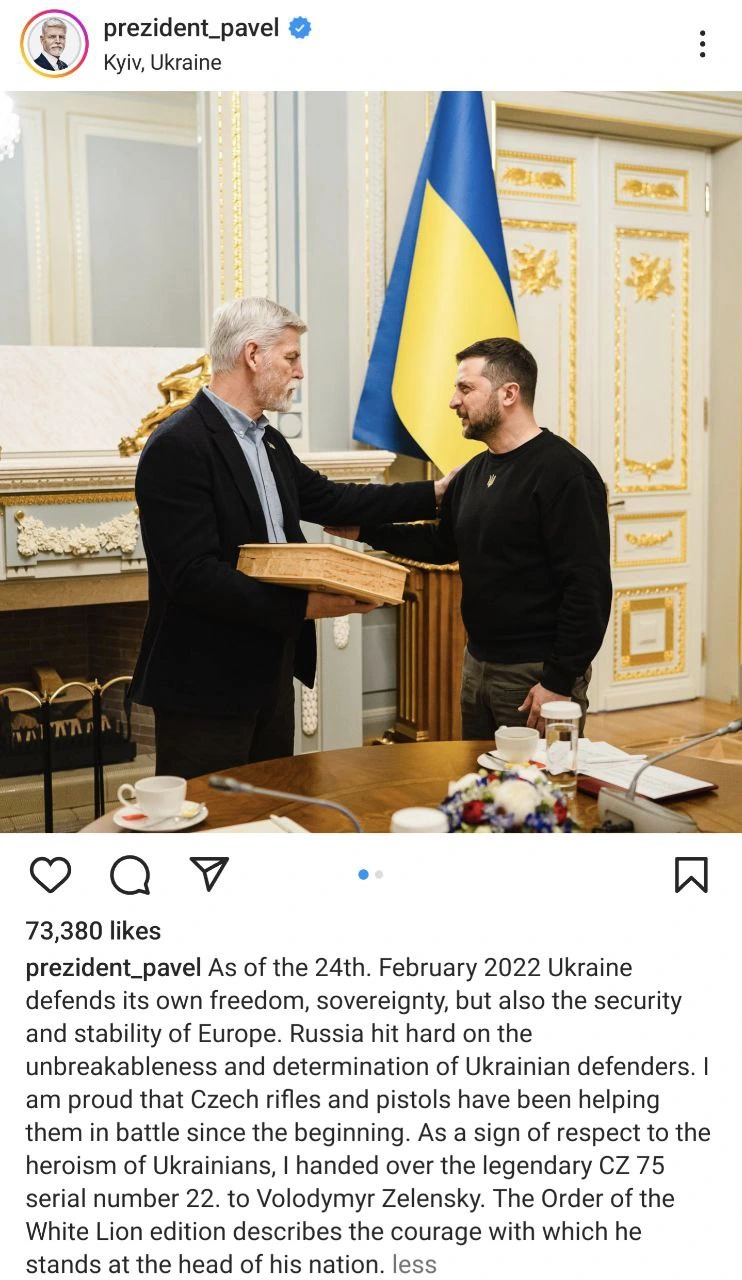 prezident_pavel
Kyiv, Ukraine
73,380 likes
prezident_pavel As of the 24th. February 2022 Ukraine
defends its own freedom, sovereignty, but also the security
and stability of Europe. Russia hit hard on the
unbreakableness and determination of Ukrainian defenders. I
am proud that Czech rifles and pistols have been helping
them in battle since the beginning. As a sign of respect to the
heroism of Ukrainians, I handed over the legendary CZ 75
serial number 22. to Volodymyr Zelensky. The Order of the
White Lion edition describes the courage with which he
stands at the head of his nation. less